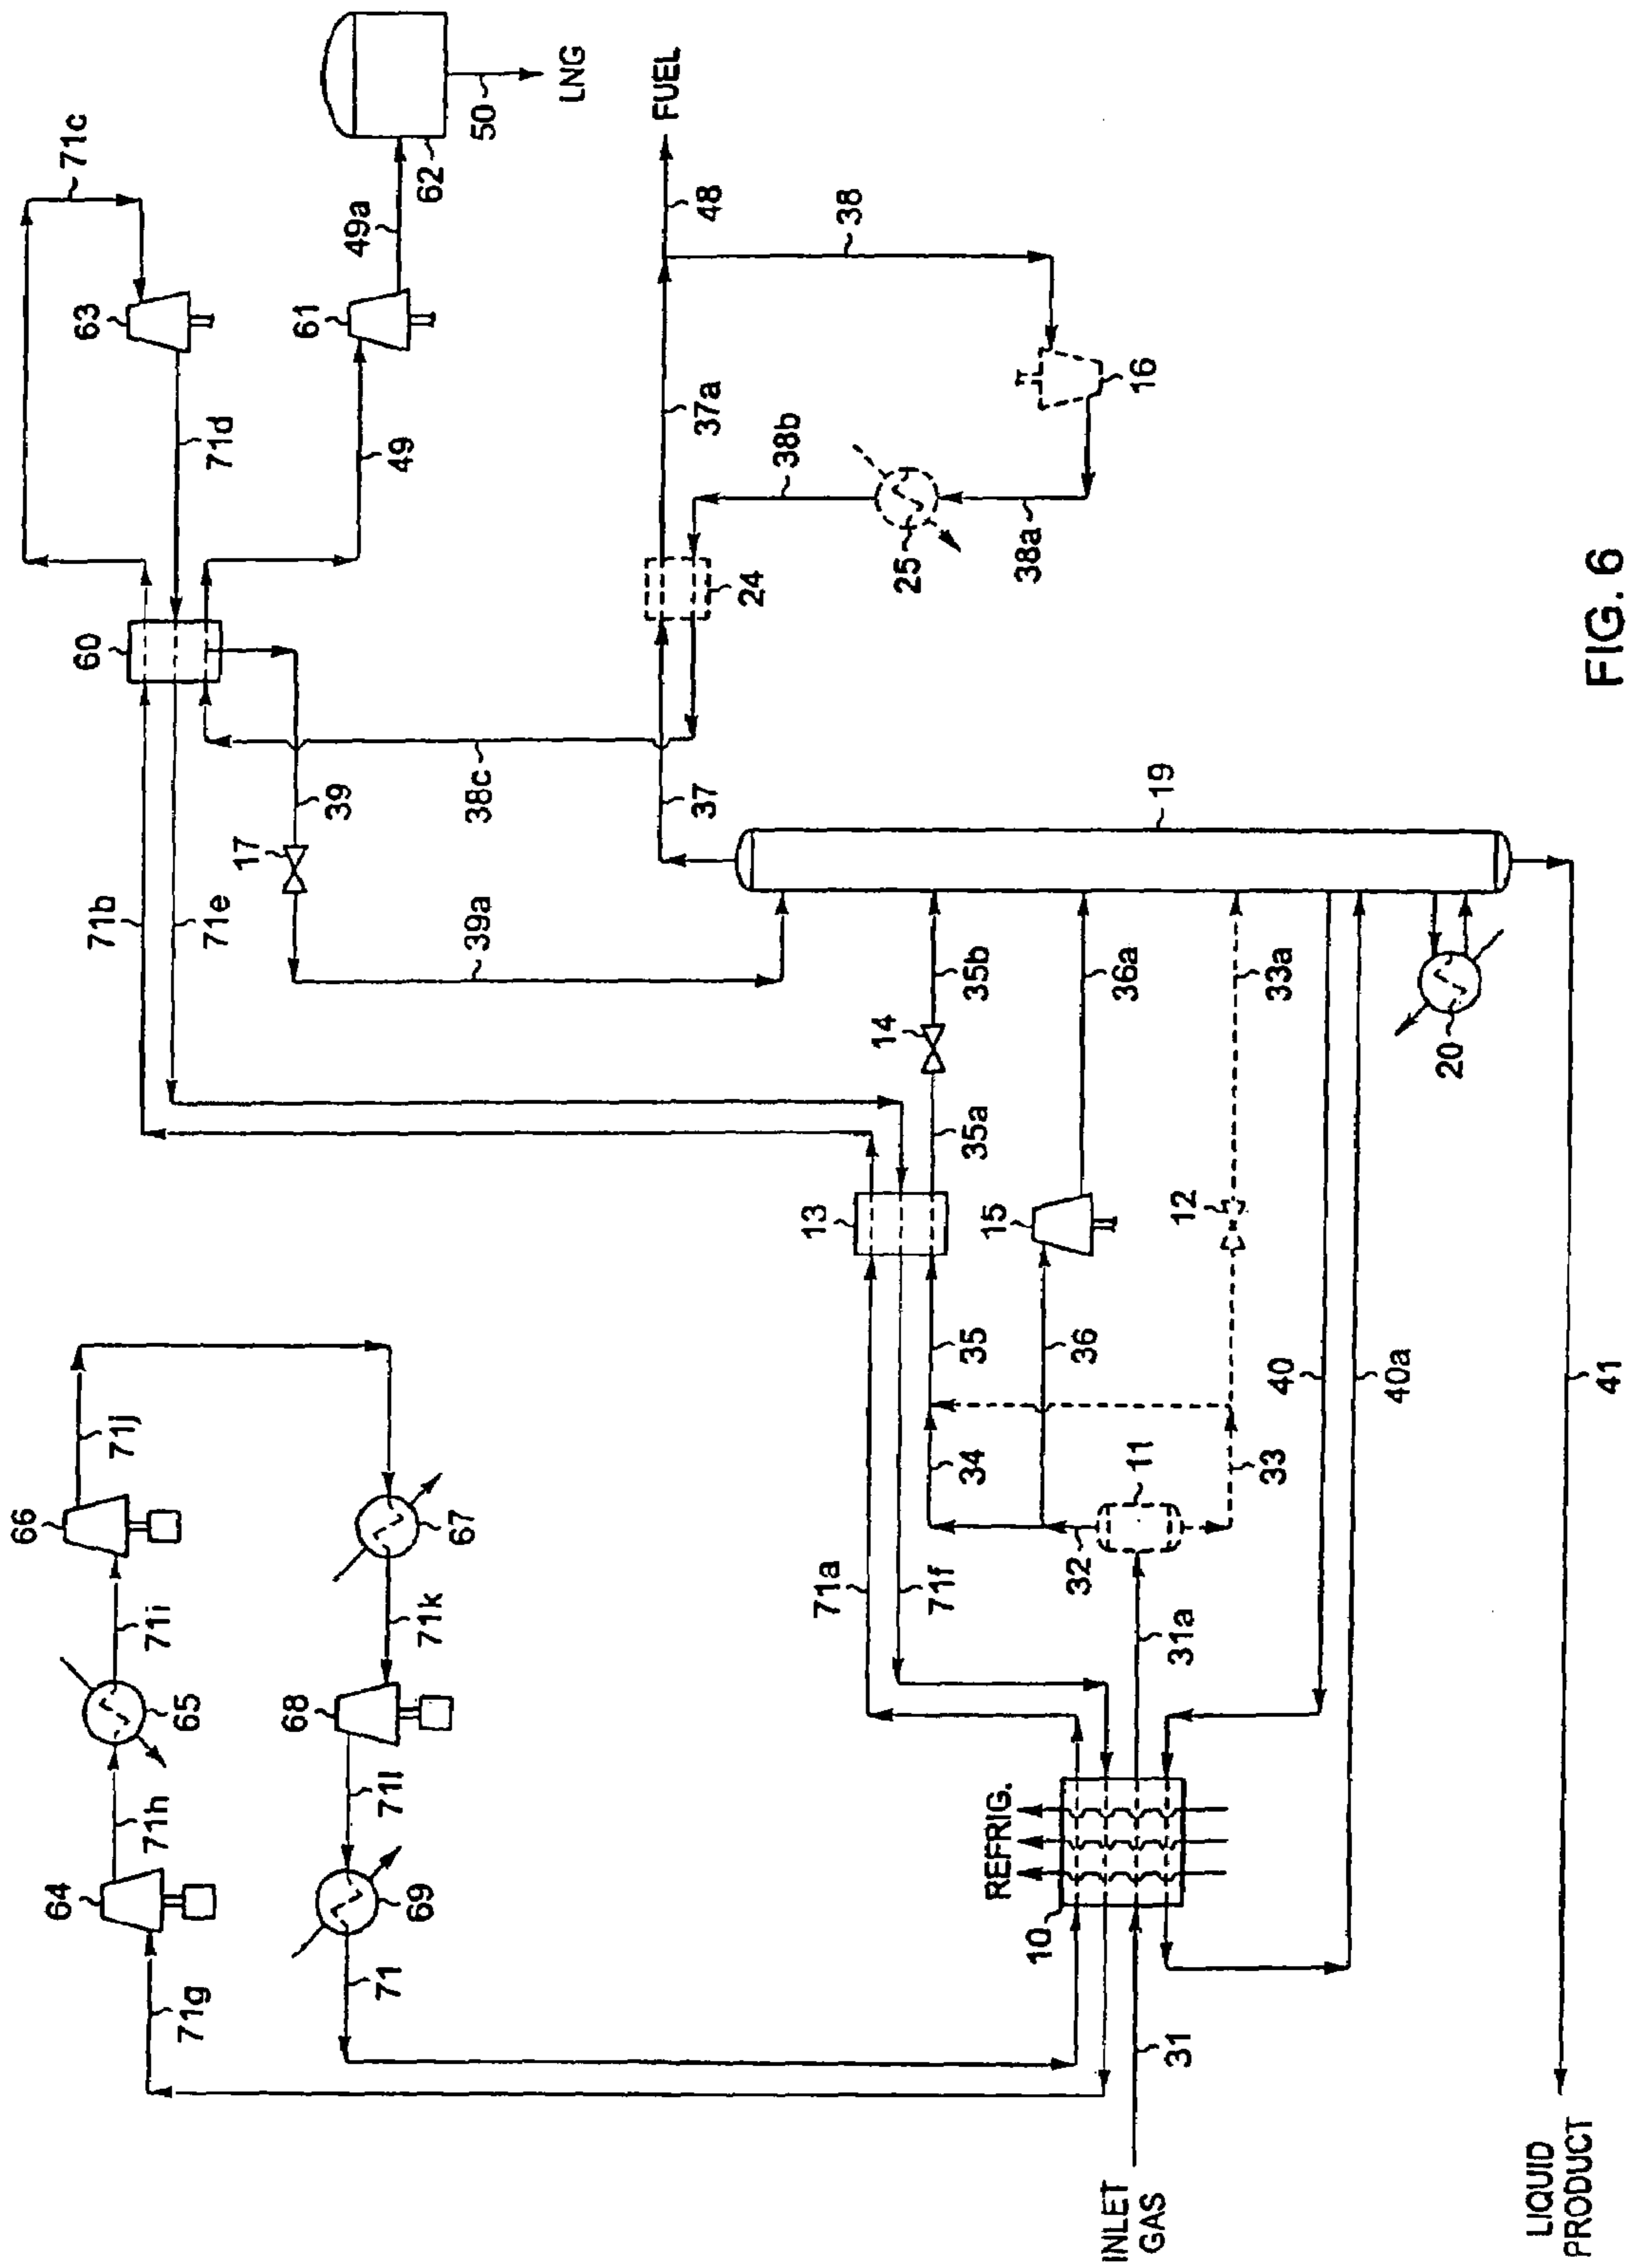 66
64
71c
60
63
71b
71j
71h
71i
71g
65
71e
71d
17
68
61
39
49a
71
71l
49
69
71k
62
67
39a
38c
50
LNG
FUEL
37
37a
48
24
38b
38
13
71a
14
25
71f
REFRIG.
34
35
35b
15
35a
10
38a
32
36
16
INLET
GAS
11
36a
19
31
31a
12
33
33a
40
40a
20
LIQUID
PRODUCT
41
FIG. 6